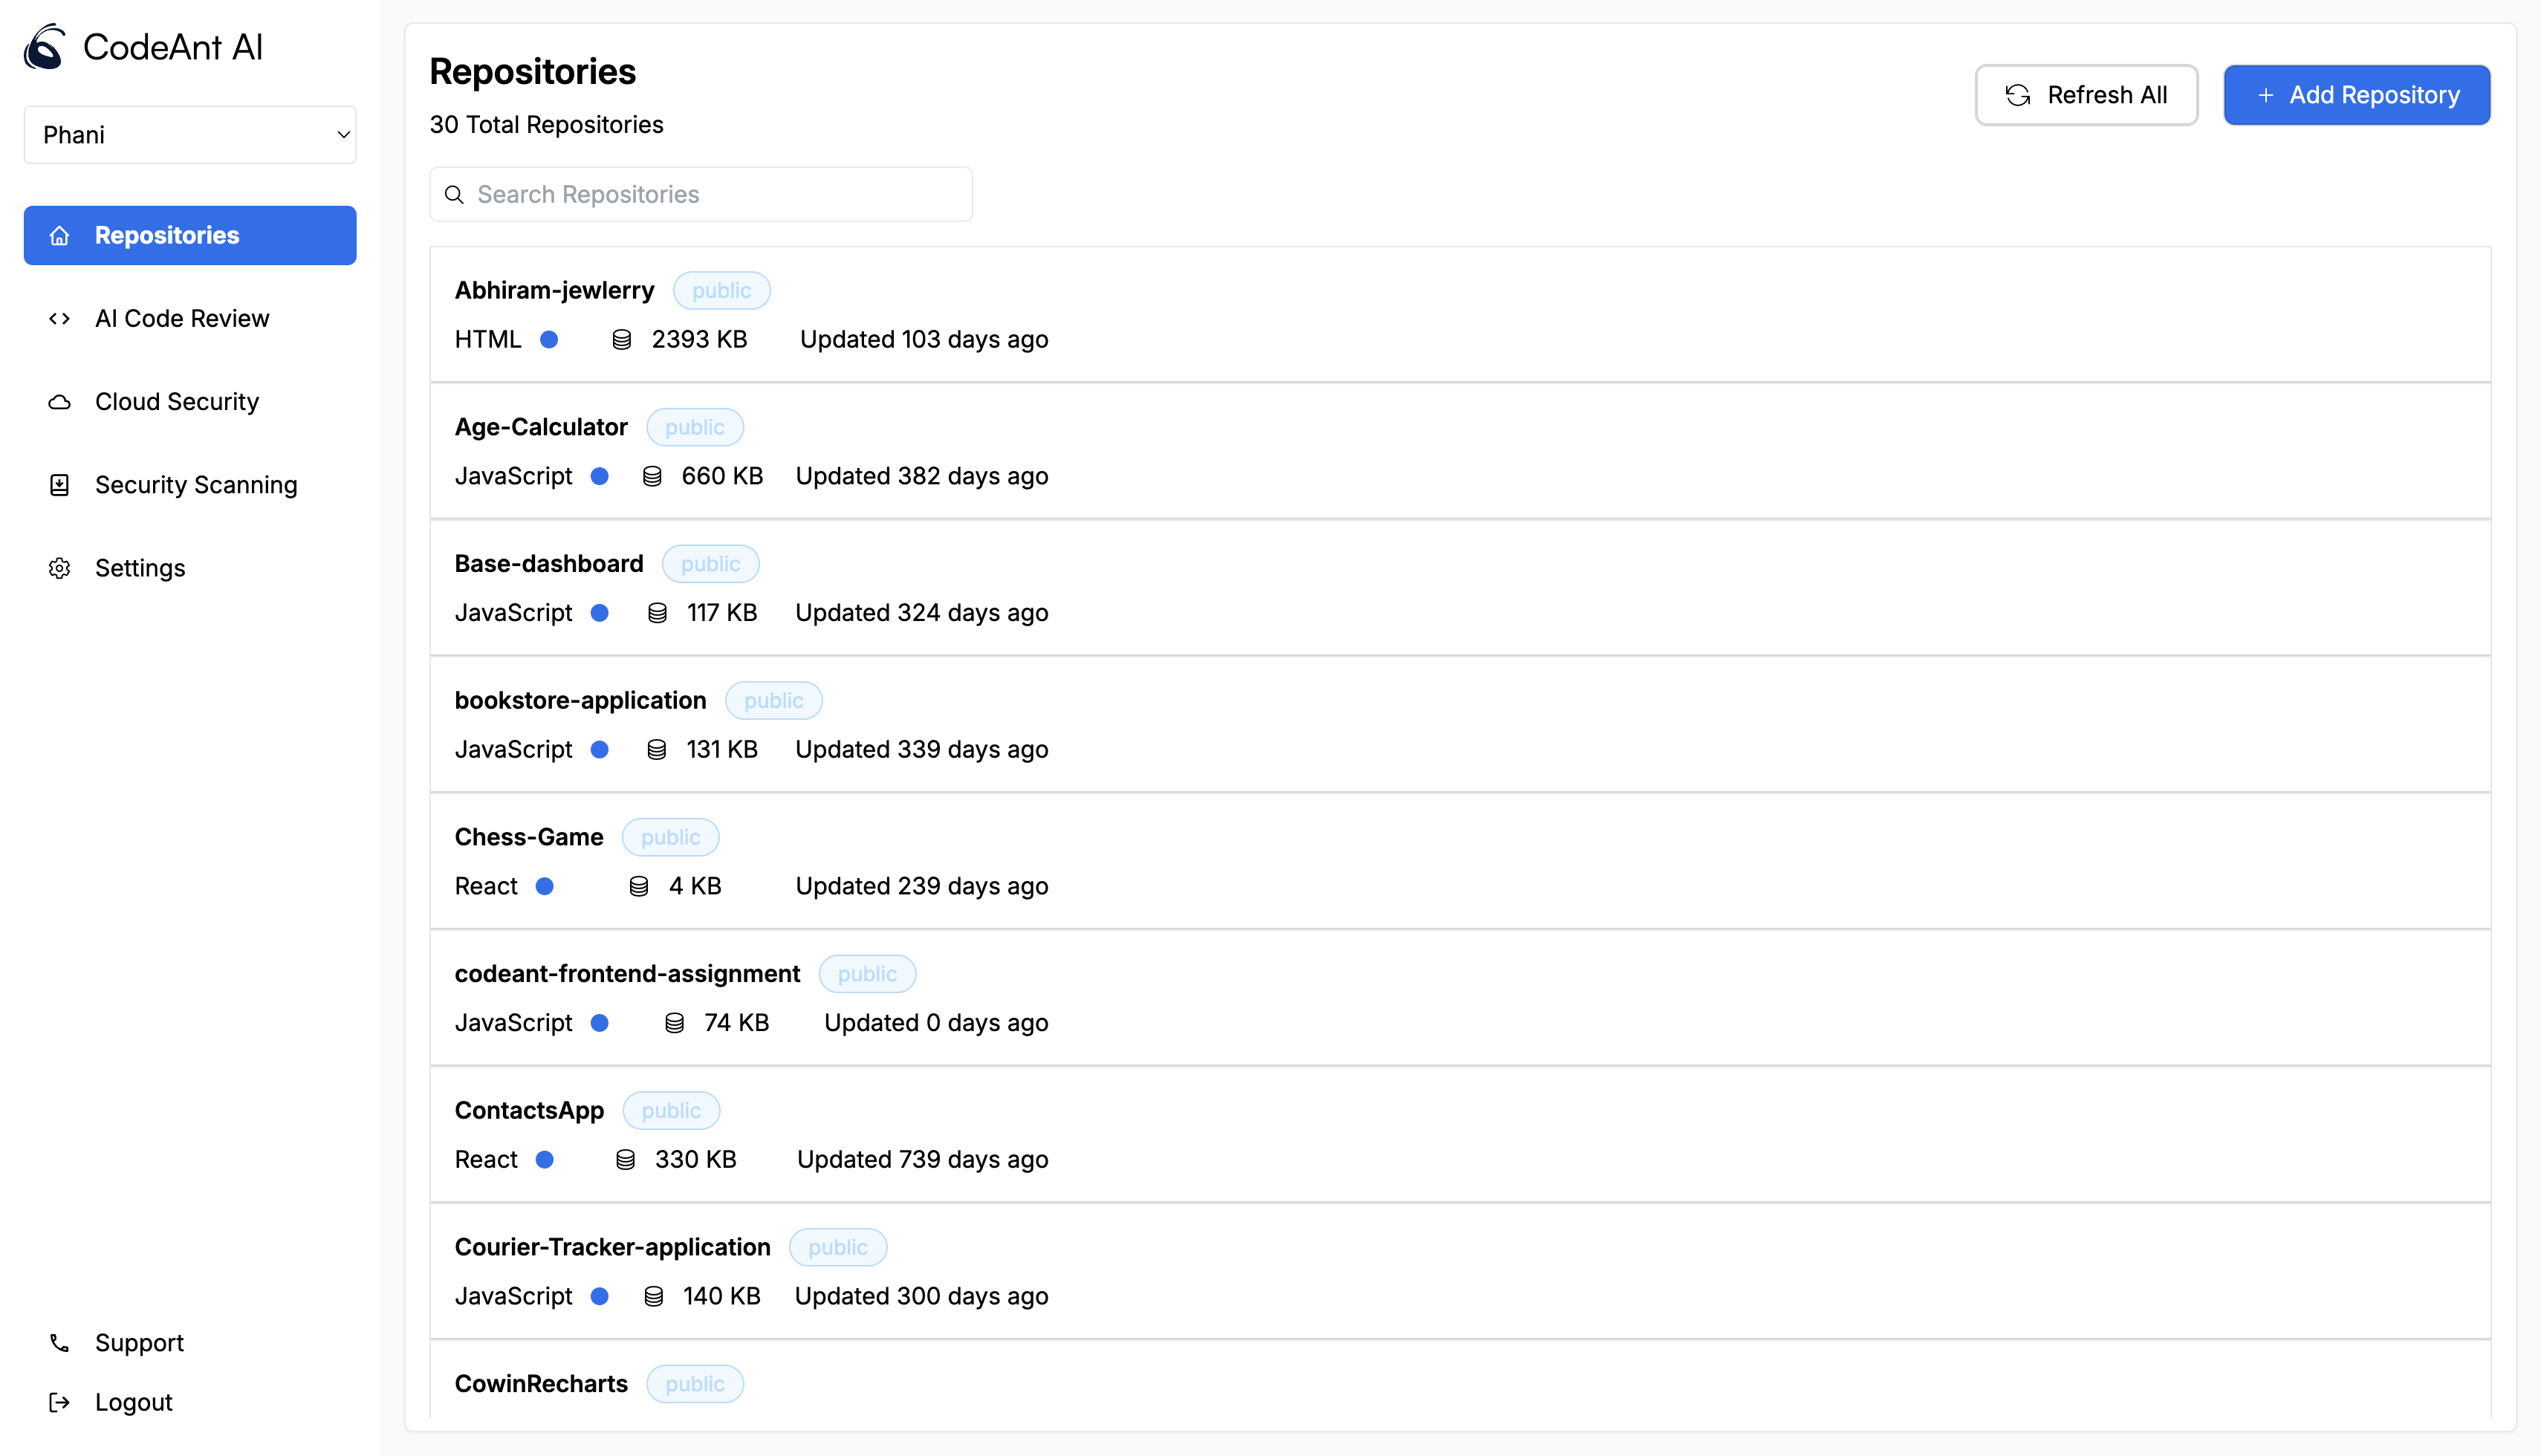 CodeAnt AI
Phani
Repositories
AI Code Review
Cloud Security
Security Scanning
Settings
Support
Logout
Repositories
30 Total Repositories
Refresh All
Add Repository
Search Repositories
Abhiram-jewlerry public
HTML 2393 KB Updated 103 days ago
Age-Calculator public
JavaScript 660 KB Updated 382 days ago
Base-dashboard public
JavaScript 117 KB Updated 324 days ago
bookstore-application public
JavaScript 131 KB Updated 339 days ago
Chess-Game public
React 4 KB Updated 239 days ago
codeant-frontend-assignment public
JavaScript 74 KB Updated 0 days ago
ContactsApp public
React 330 KB Updated 739 days ago
Courier-Tracker-application public
JavaScript 140 KB Updated 300 days ago
CowinRecharts public